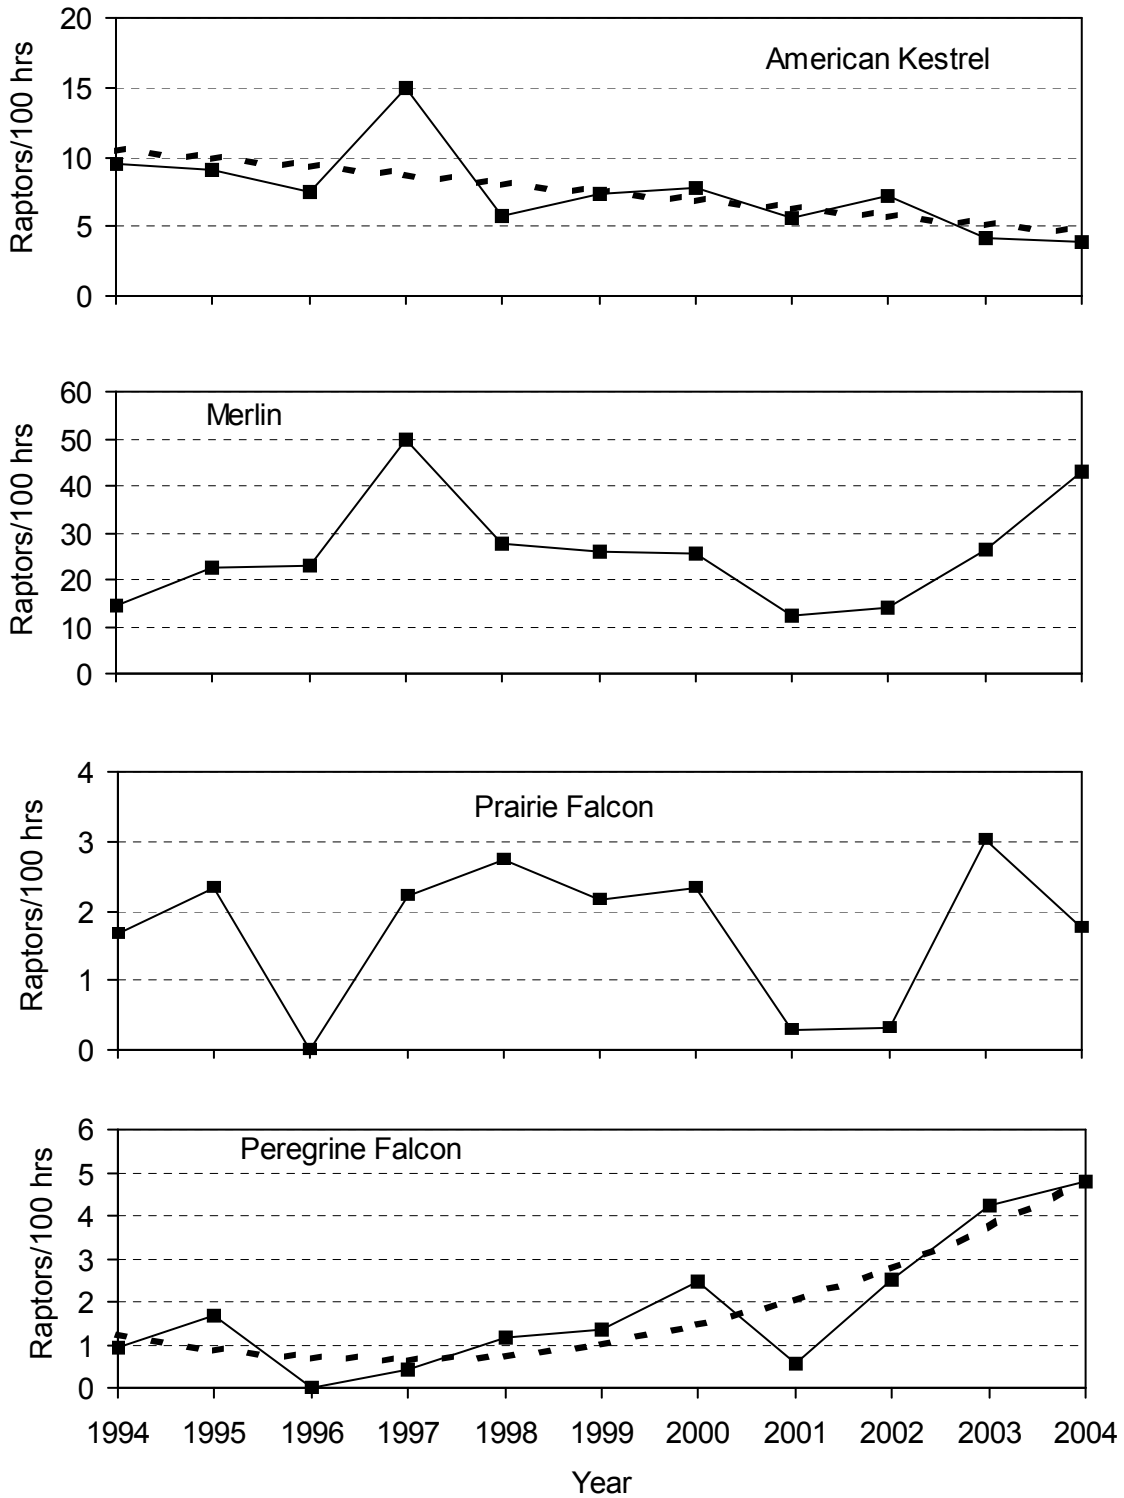 American Kestrel
Raptors/100 hrs
20
15
10
5
0
Merlin
Raptors/100 hrs
60
50
40
30
20
10
0
Prairie Falcon
Raptors/100 hrs
4
3
2
1
0
Peregrine Falcon
Raptors/100 hrs
6
5
4
3
2
1
0
1994 1995 1996 1997 1998 1999 2000 2001 2002 2003 2004
Year